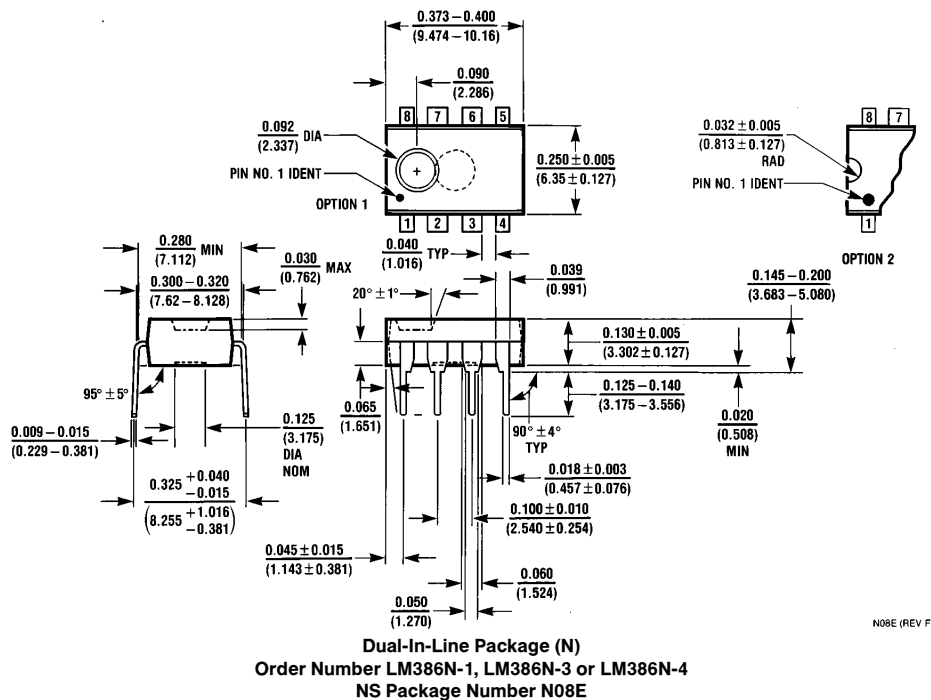 0.373–0.400
(9.474–10.16)
0.090
(2.286)
8 7 6 5
0.092 DIA
(2.337)
+
PIN NO. 1 IDENT
OPTION 1
1 2 3 4
0.250 ± 0.005
(6.35 ± 0.127)
0.032 ± 0.005
(0.813 ± 0.127)
RAD
PIN NO. 1 IDENT
8 7
1
OPTION 2
0.280 MIN
(7.112)
0.300–0.320
(7.62–8.128)
0.030 MAX
(0.762)
95° ± 5°
0.009–0.015
(0.229–0.381)
0.125
(3.175)
DIA
NOM
0.325 +0.040
−0.015
(8.255 +1.016
−0.381)
0.040 TYP
(1.016)
20° ± 1°
0.039
(0.991)
0.145–0.200
(3.683–5.080)
0.130 ± 0.005
(3.302 ± 0.127)
0.125–0.140
(3.175–3.556)
0.020
(0.508)
MIN
0.065
(1.651)
90° ± 4°
TYP
0.018 ± 0.003
(0.457 ± 0.076)
0.100 ± 0.010
(2.540 ± 0.254)
0.045 ± 0.015
(1.143 ± 0.381)
0.060
(1.524)
0.050
(1.270)
N08E (REV F
Dual-In-Line Package (N)
Order Number LM386N-1, LM386N-3 or LM386N-4
NS Package Number N08E